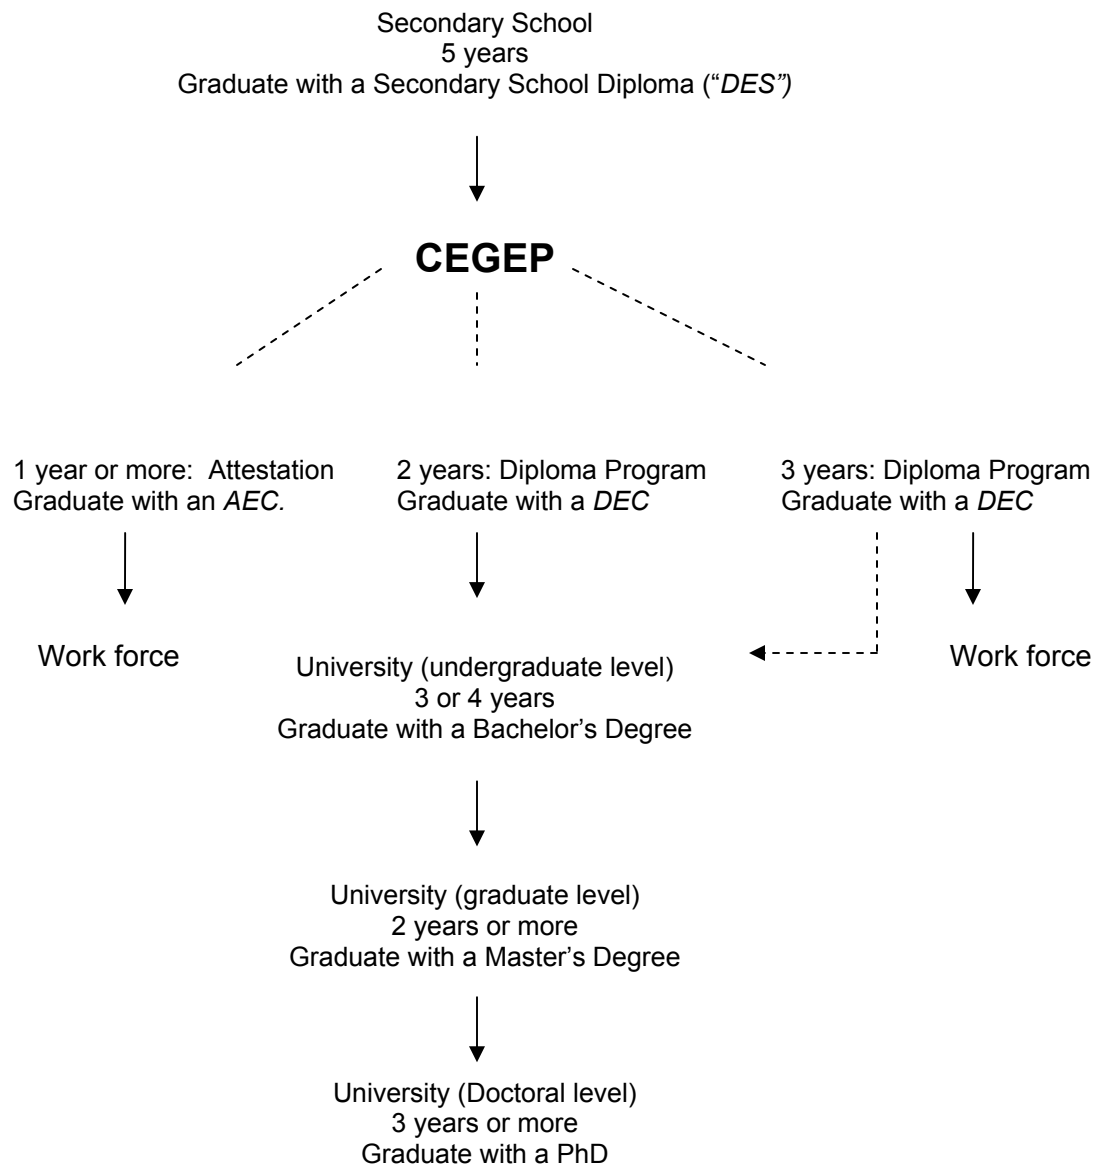 Secondary School
5 years
Graduate with a Secondary School Diploma (“DES”)
CEGEP
1 year or more:  Attestation
Graduate with an AEC.
2 years: Diploma Program
Graduate with a DEC
3 years: Diploma Program
Graduate with a DEC
Work force
University (undergraduate level)
3 or 4 years
Graduate with a Bachelor’s Degree
Work force
University (graduate level)
2 years or more
Graduate with a Master’s Degree
University (Doctoral level)
3 years or more
Graduate with a PhD